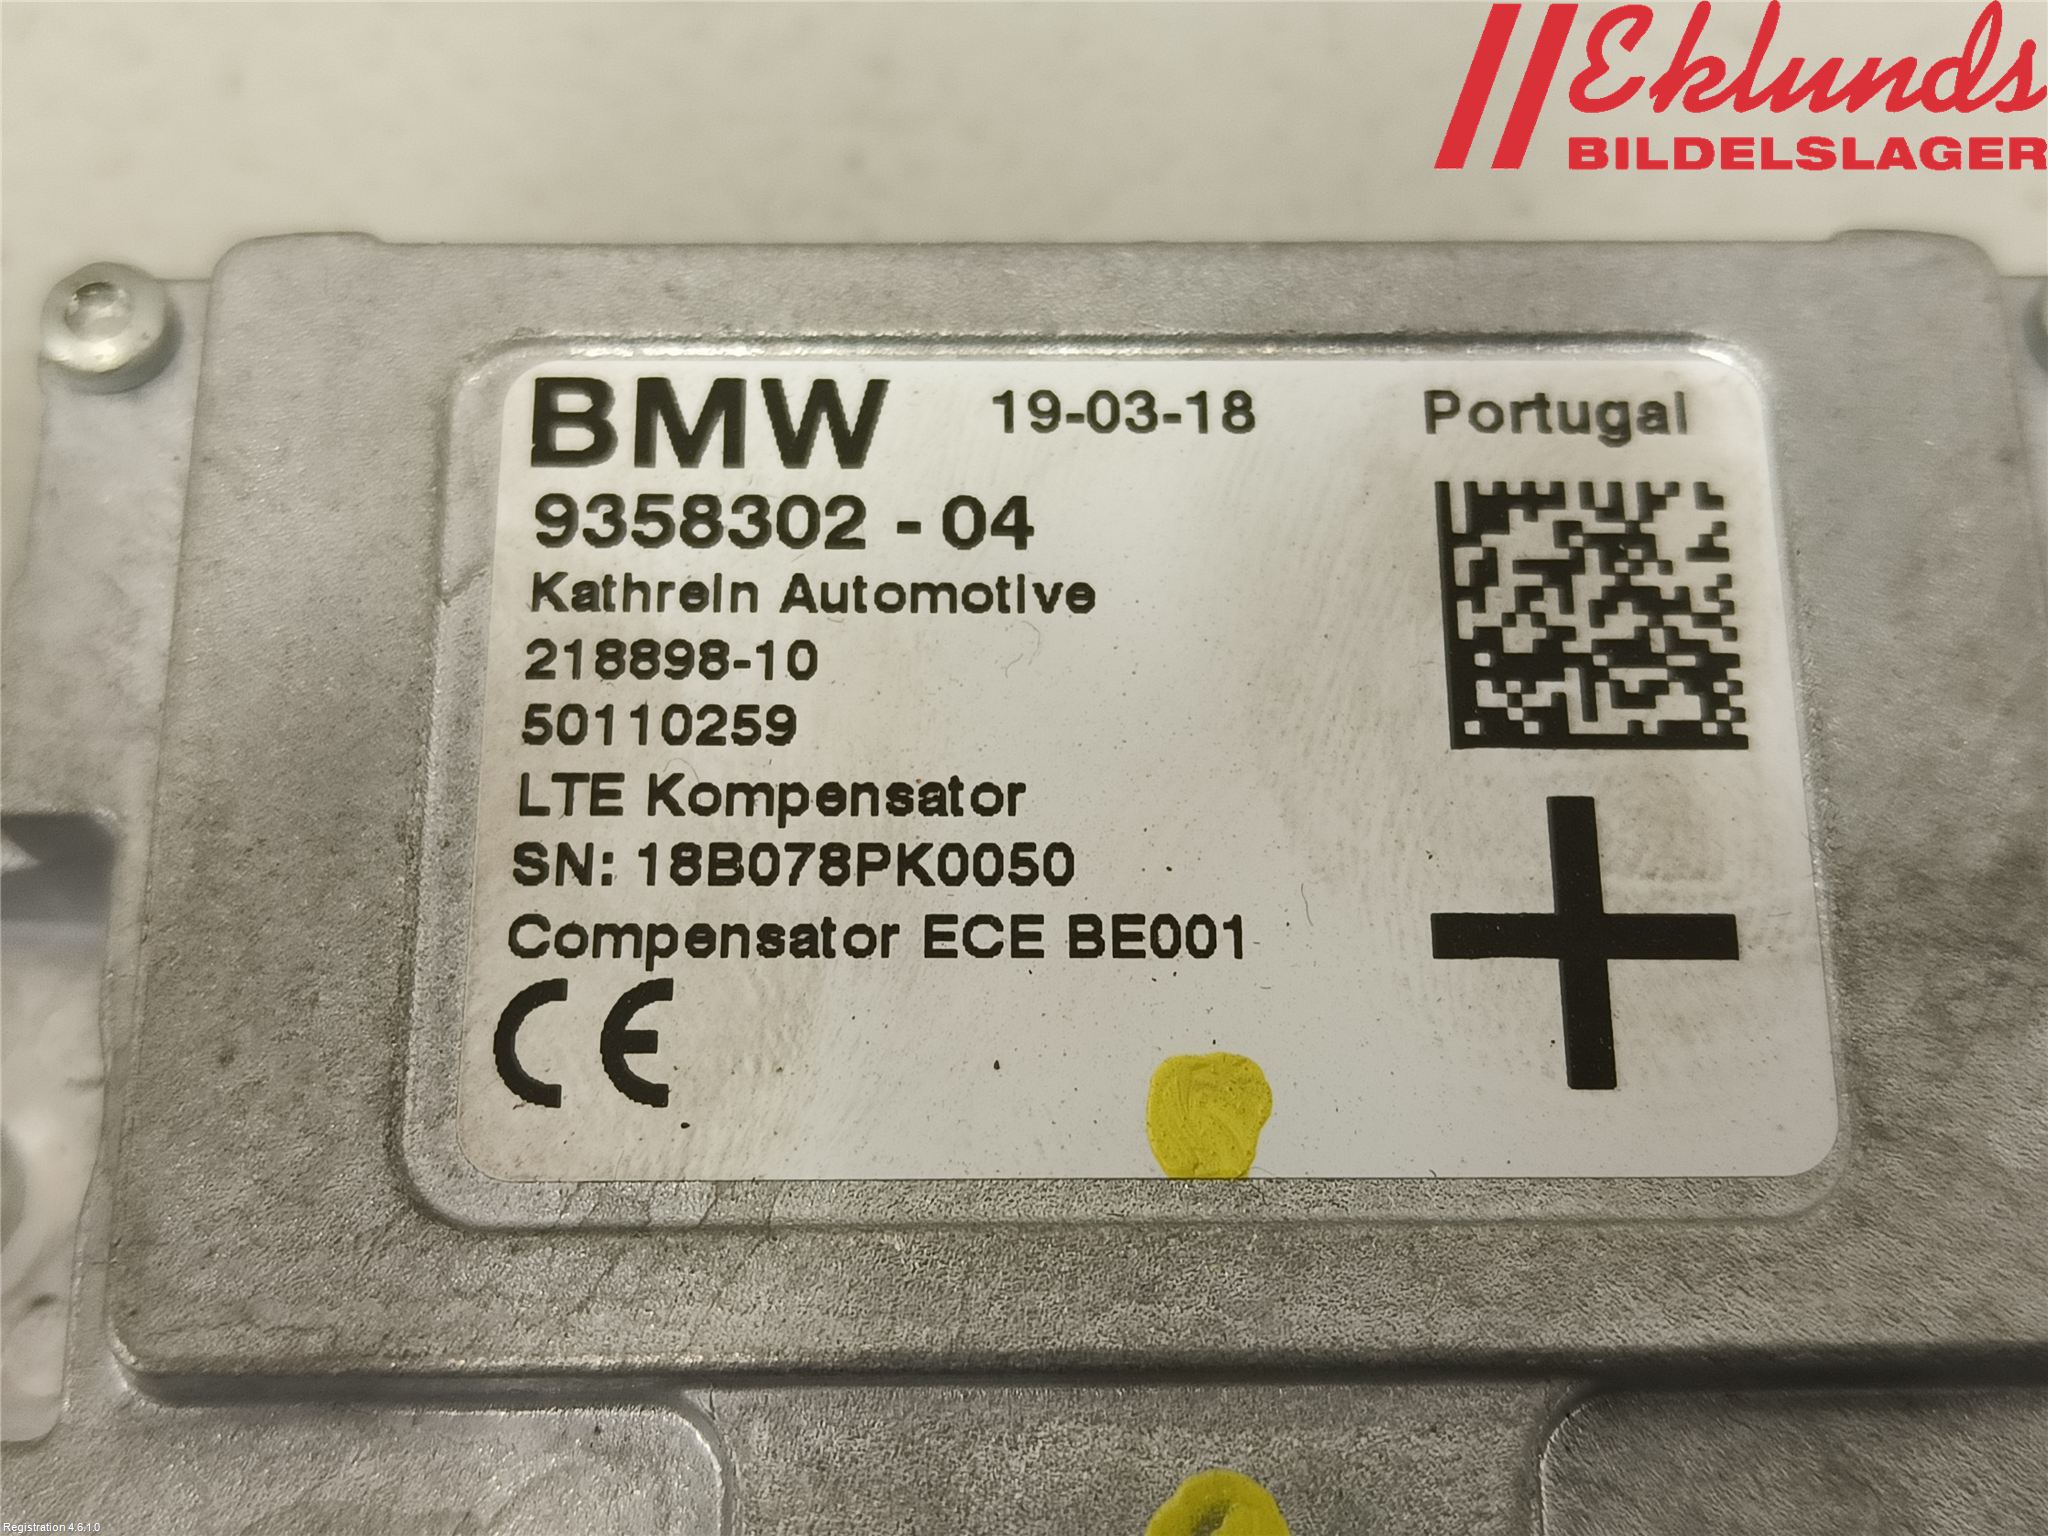 Eklunds
BILDELSLAGER
BMW 19-03-18 Portugal
9358302 - 04
Kathrein Automotive
218898-10
50110259
LTE Kompensator
SN: 18B078PK0050
Compensator ECE BE001
CE
Registration 4.6.1.0